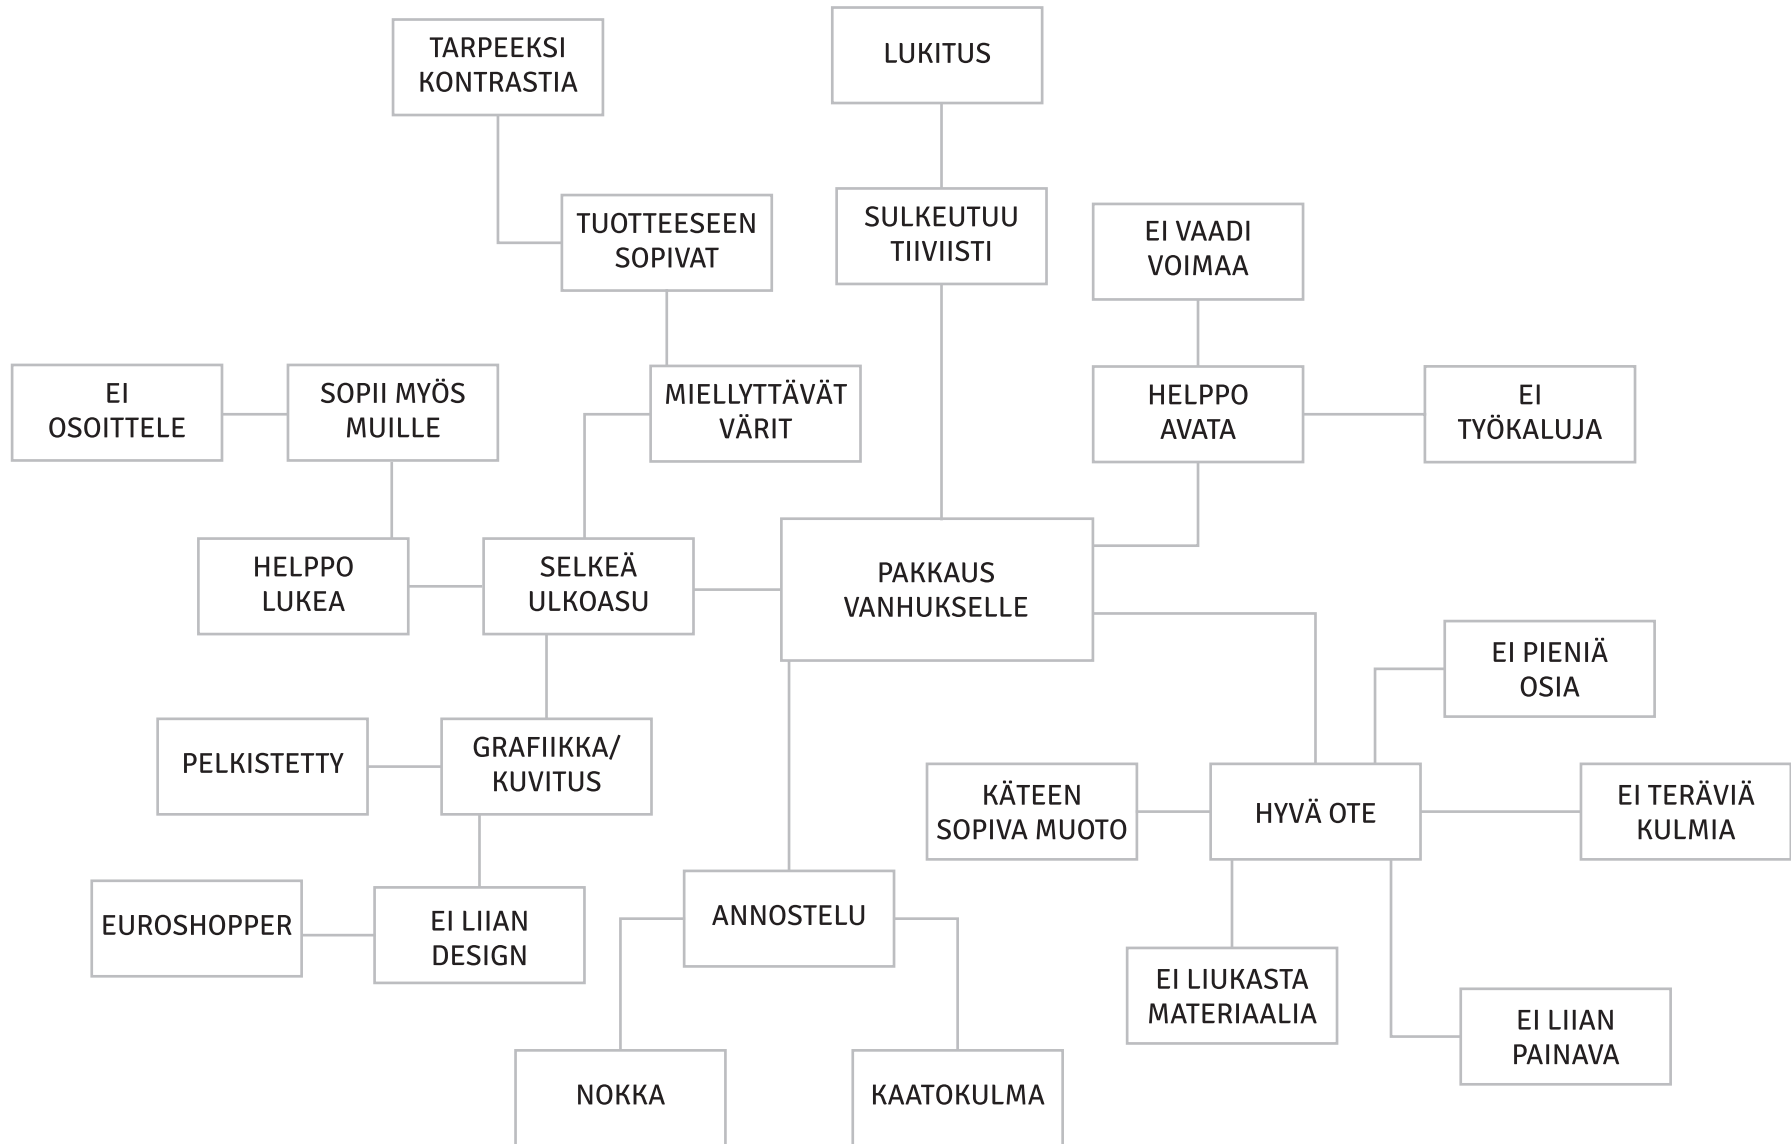 TARPEEKSI
KONTRASTIA
LUKITUS
TUOTTEESEEN
SOPIVAT
SULKEUTUU
TIIVIISTI
EI VAADI
VOIMAA
EI
OSOITTELE
SOPII MYÖS
MUILLE
MIELLYTTÄVÄT
VÄRIT
HELPPO
AVATA
EI
TYÖKALUJA
HELPPO
LUKEA
SELKEÄ
ULKOASU
PAKKAUS
VANHUKSELLE
EI PIENIÄ
OSIA
PELKISTETTY
GRAFIIKKA/
KUVITUS
KÄTEEN
SOPIVA MUOTO
HYVÄ OTE
EI TERÄVIÄ
KULMIA
EUROSHOPPER
EI LIIAN
DESIGN
ANNOSTELU
EI LIUKASTA
MATERIAALIA
EI LIIAN
PAINAVA
NOKKA
KAATOKULMA